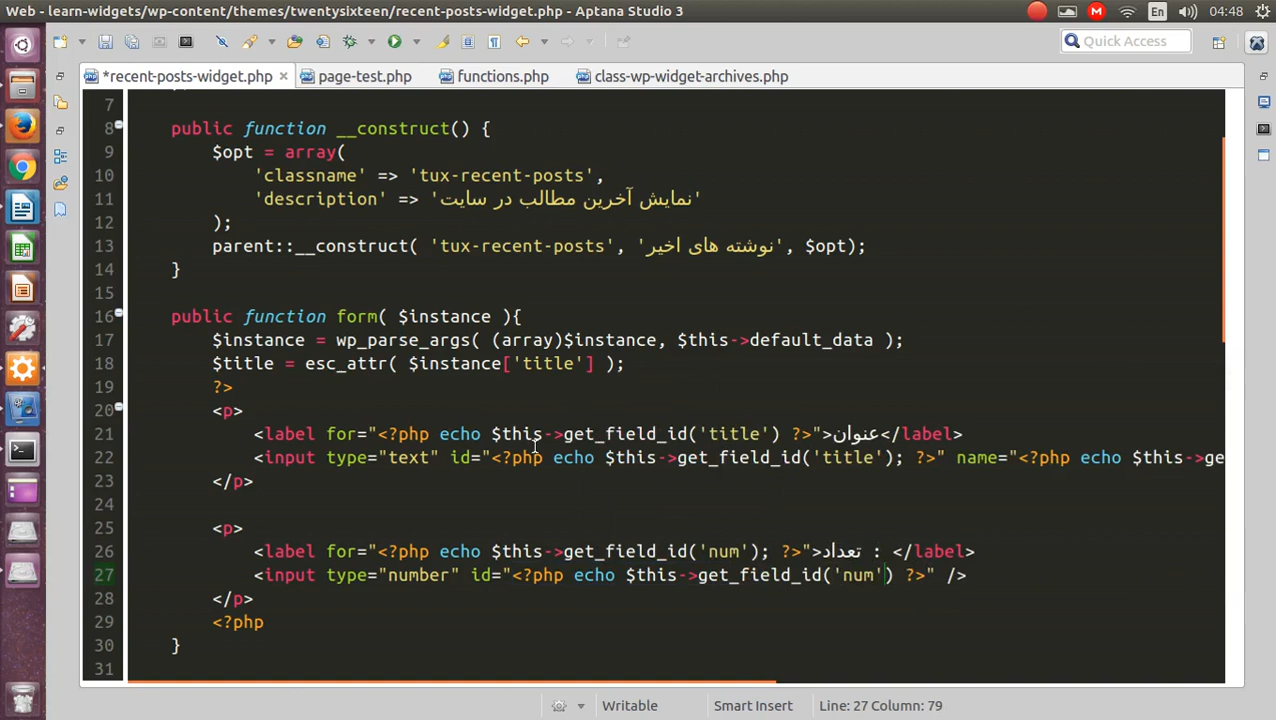 Web - learn-widgets/wp-content/themes/twentysixteen/recent-posts-widget.php - Aptana Studio 3
En
04:48
Quick Access
*recent-posts-widget.php
page-test.php
functions.php
class-wp-widget-archives.php
7
8 public function __construct() {
9 $opt = array(
10 'classname' => 'tux-recent-posts',
11 'description' => 'نمایش آخرین مطالب در سایت'
12 );
13 parent::__construct( 'tux-recent-posts', 'نوشته های اخیر', $opt);
14 }
15
16 public function form( $instance ){
17 $instance = wp_parse_args( (array)$instance, $this->default_data );
18 $title = esc_attr( $instance['title'] );
19 ?>
20 <p>
21 <label for="<?php echo $this->get_field_id('title') ?>">عنوان</label>
22 <input type="text" id="<?php echo $this->get_field_id('title'); ?>" name="<?php echo $this->ge
23 </p>
24
25 <p>
26 <label for="<?php echo $this->get_field_id('num'); ?>">تعداد : </label>
27 <input type="number" id="<?php echo $this->get_field_id('num') ?>" />
28 </p>
29 <?php
30 }
31
Writable
Smart Insert
Line: 27 Column: 79